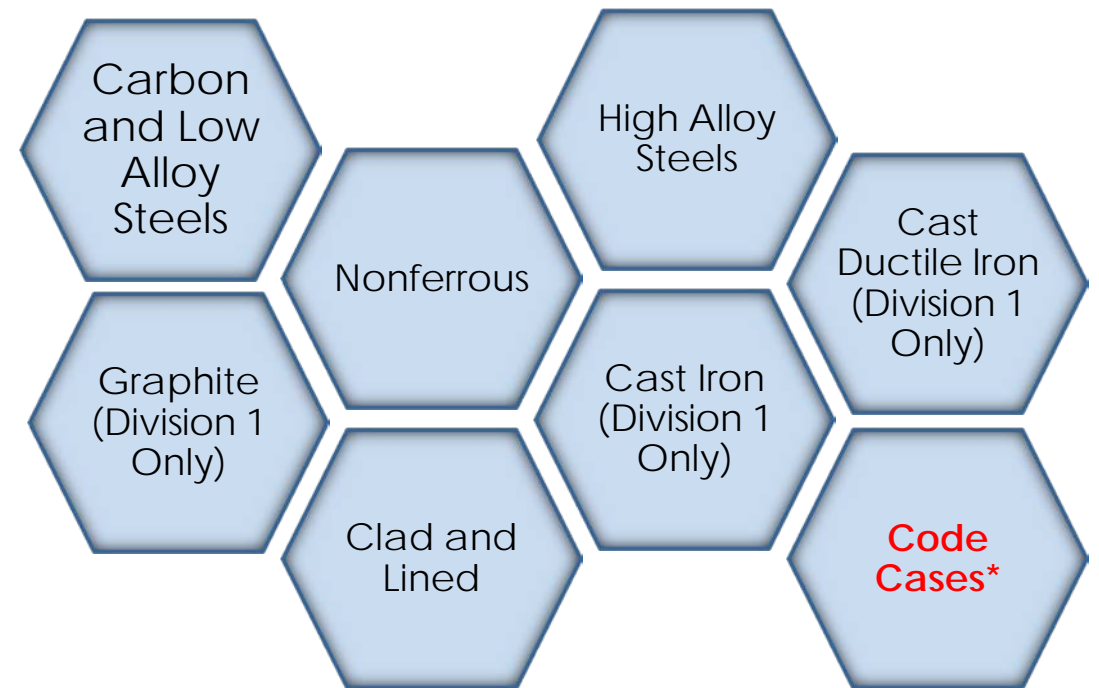 Carbon
and Low
Alloy
Steels
High Alloy
Steels
Nonferrous
Cast
Ductile Iron
(Division 1
Only)
Graphite
(Division 1
Only)
Cast Iron
(Division 1
Only)
Clad and
Lined
Code
Cases*